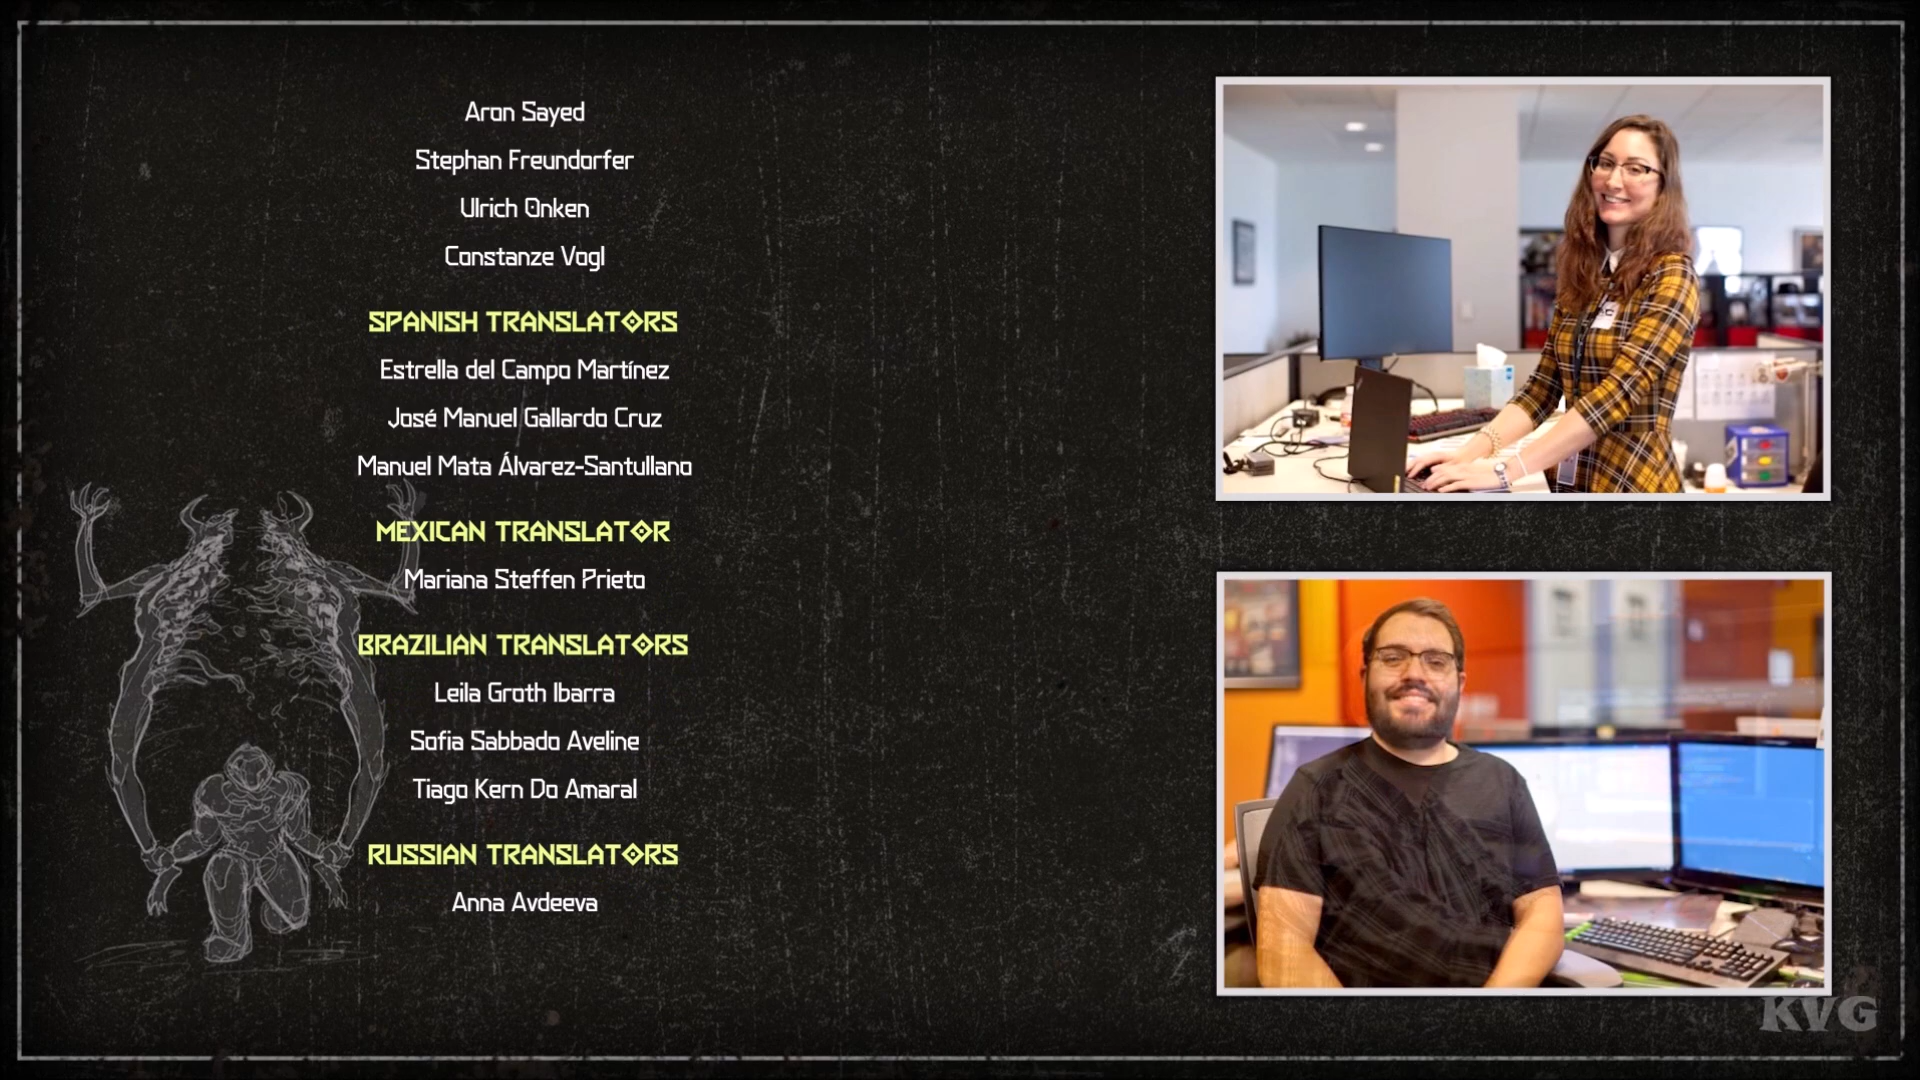 Aron Sayed
Stephan Freundorfer
Ulrich Onken
Constanze Vogl
SPANISH TRANSLATORS
Estrella del Campo Martínez
José Manuel Gallardo Cruz
Manuel Mata Álvarez-Santullano
MEXICAN TRANSLATOR
Mariana Steffen Prieto
BRAZILIAN TRANSLATORS
Leila Groth Ibarra
Sofia Sabbado Aveline
Tiago Kern Do Amaral
RUSSIAN TRANSLATORS
Anna Avdeeva
KVG